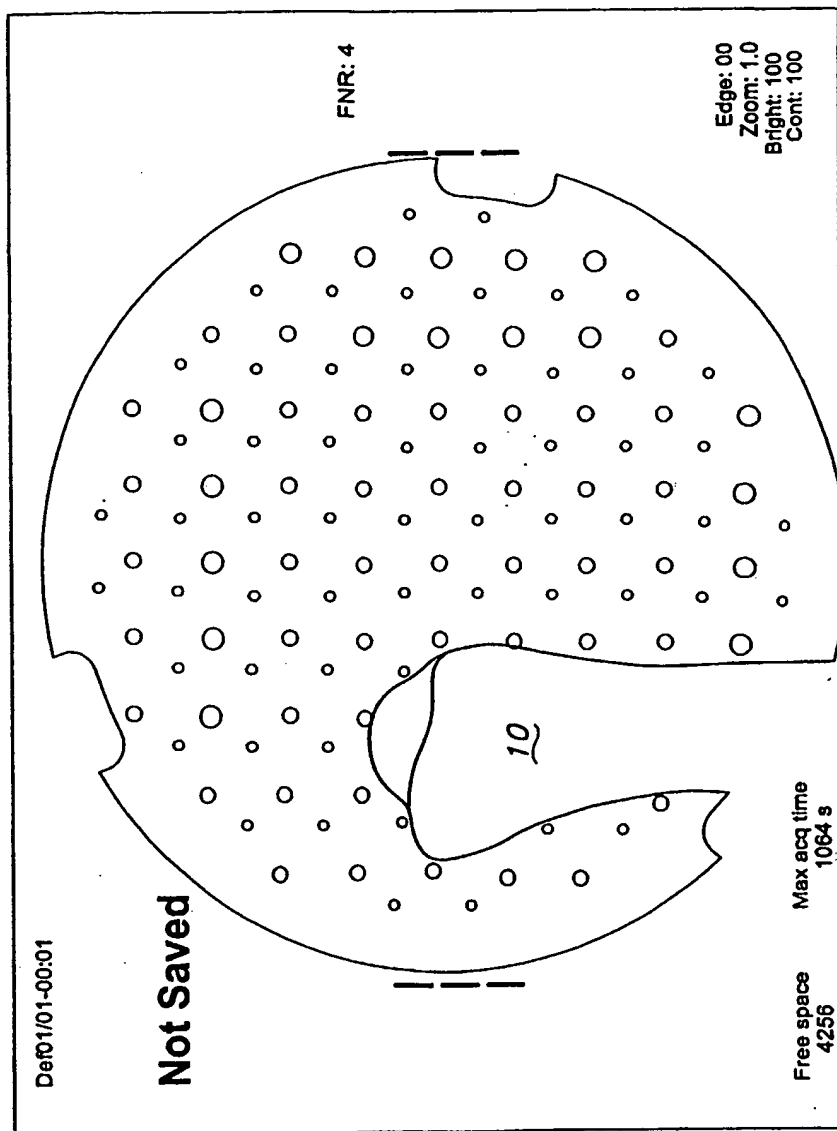 Def01/01-00:01
Not Saved
FNR: 4
10
Free space
4256
Max acq time
1064 s
Edge: 00
Zoom: 1.0
Bright: 100
Cont: 100